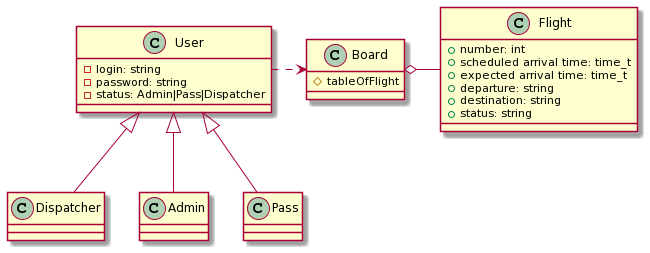 C User
login: string
password: string
status: Admin|Pass|Dispatcher
C Board
tableOfFlight
C Flight
number: int
scheduled arrival time: time_t
expected arrival time: time_t
departure: string
destination: string
status: string
C Dispatcher
C Admin
C Pass